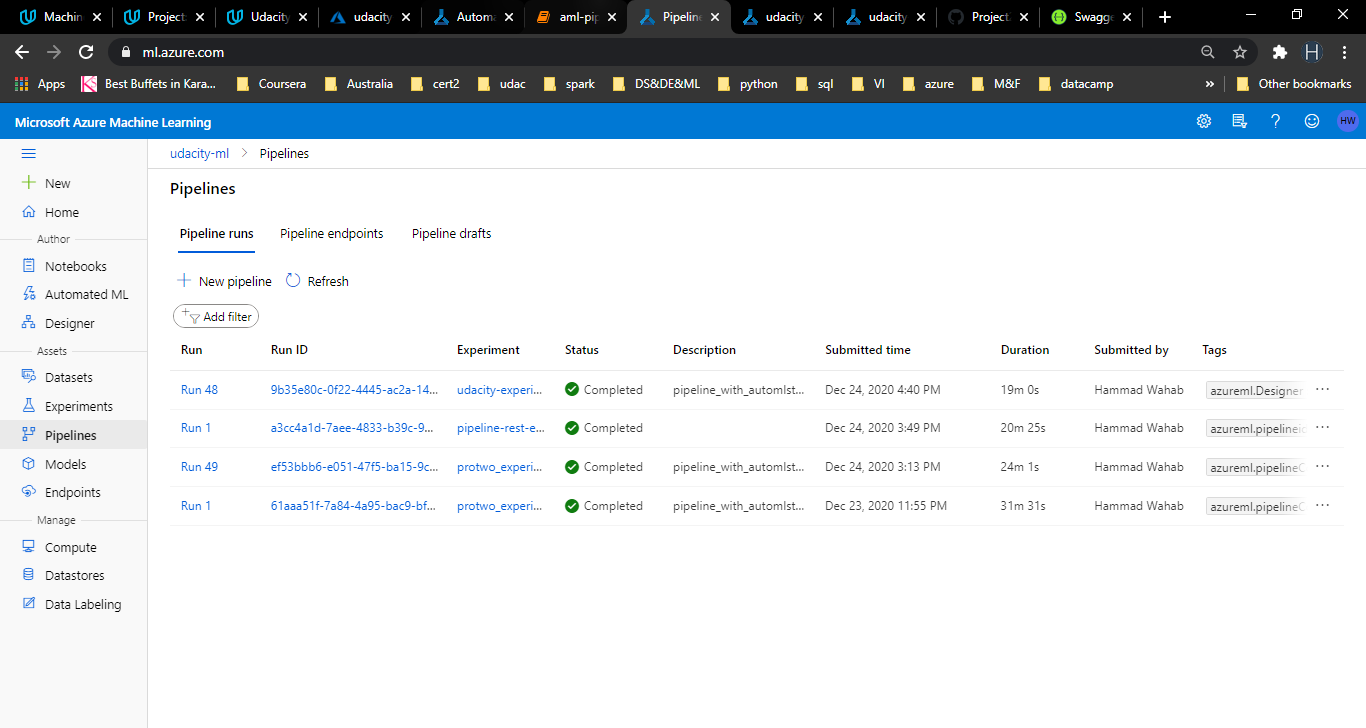 Machin Project: Udacity udacity Autom aml-pip Pipeline udacity udacity Project: Swagge
ml.azure.com H
Apps Best Buffets in Kara... Coursera Australia cert2 udac spark DS&DE&ML python sql VI azure M&F datacamp » Other bookmarks
Microsoft Azure Machine Learning HW
udacity-ml > Pipelines
Pipelines
New
Home
Author
Notebooks
Automated ML
Designer
Assets
Datasets
Experiments
Pipelines
Models
Endpoints
Manage
Compute
Datastores
Data Labeling
Pipeline runs Pipeline endpoints Pipeline drafts
New pipeline Refresh
Add filter
Run Run ID Experiment Status Description Submitted time Duration Submitted by Tags
Run 48 9b35e80c-0f22-4445-ac2a-14... udacity-experi... Completed pipeline_with_automlst... Dec 24, 2020 4:40 PM 19m 0s Hammad Wahab azureml.Designer ...
Run 1 a3cc4a1d-7aee-4833-b39c-9... pipeline-rest-e... Completed Dec 24, 2020 3:49 PM 20m 25s Hammad Wahab azureml.pipelineid ...
Run 49 ef53bbb6-e051-47f5-ba15-9c... protwo_experi... Completed pipeline_with_automlst... Dec 24, 2020 3:13 PM 24m 1s Hammad Wahab azureml.pipelineC ...
Run 1 61aaa51f-7a84-4a95-bac9-bf... protwo_experi... Completed pipeline_with_automlst... Dec 23, 2020 11:55 PM 31m 31s Hammad Wahab azureml.pipelineC ...